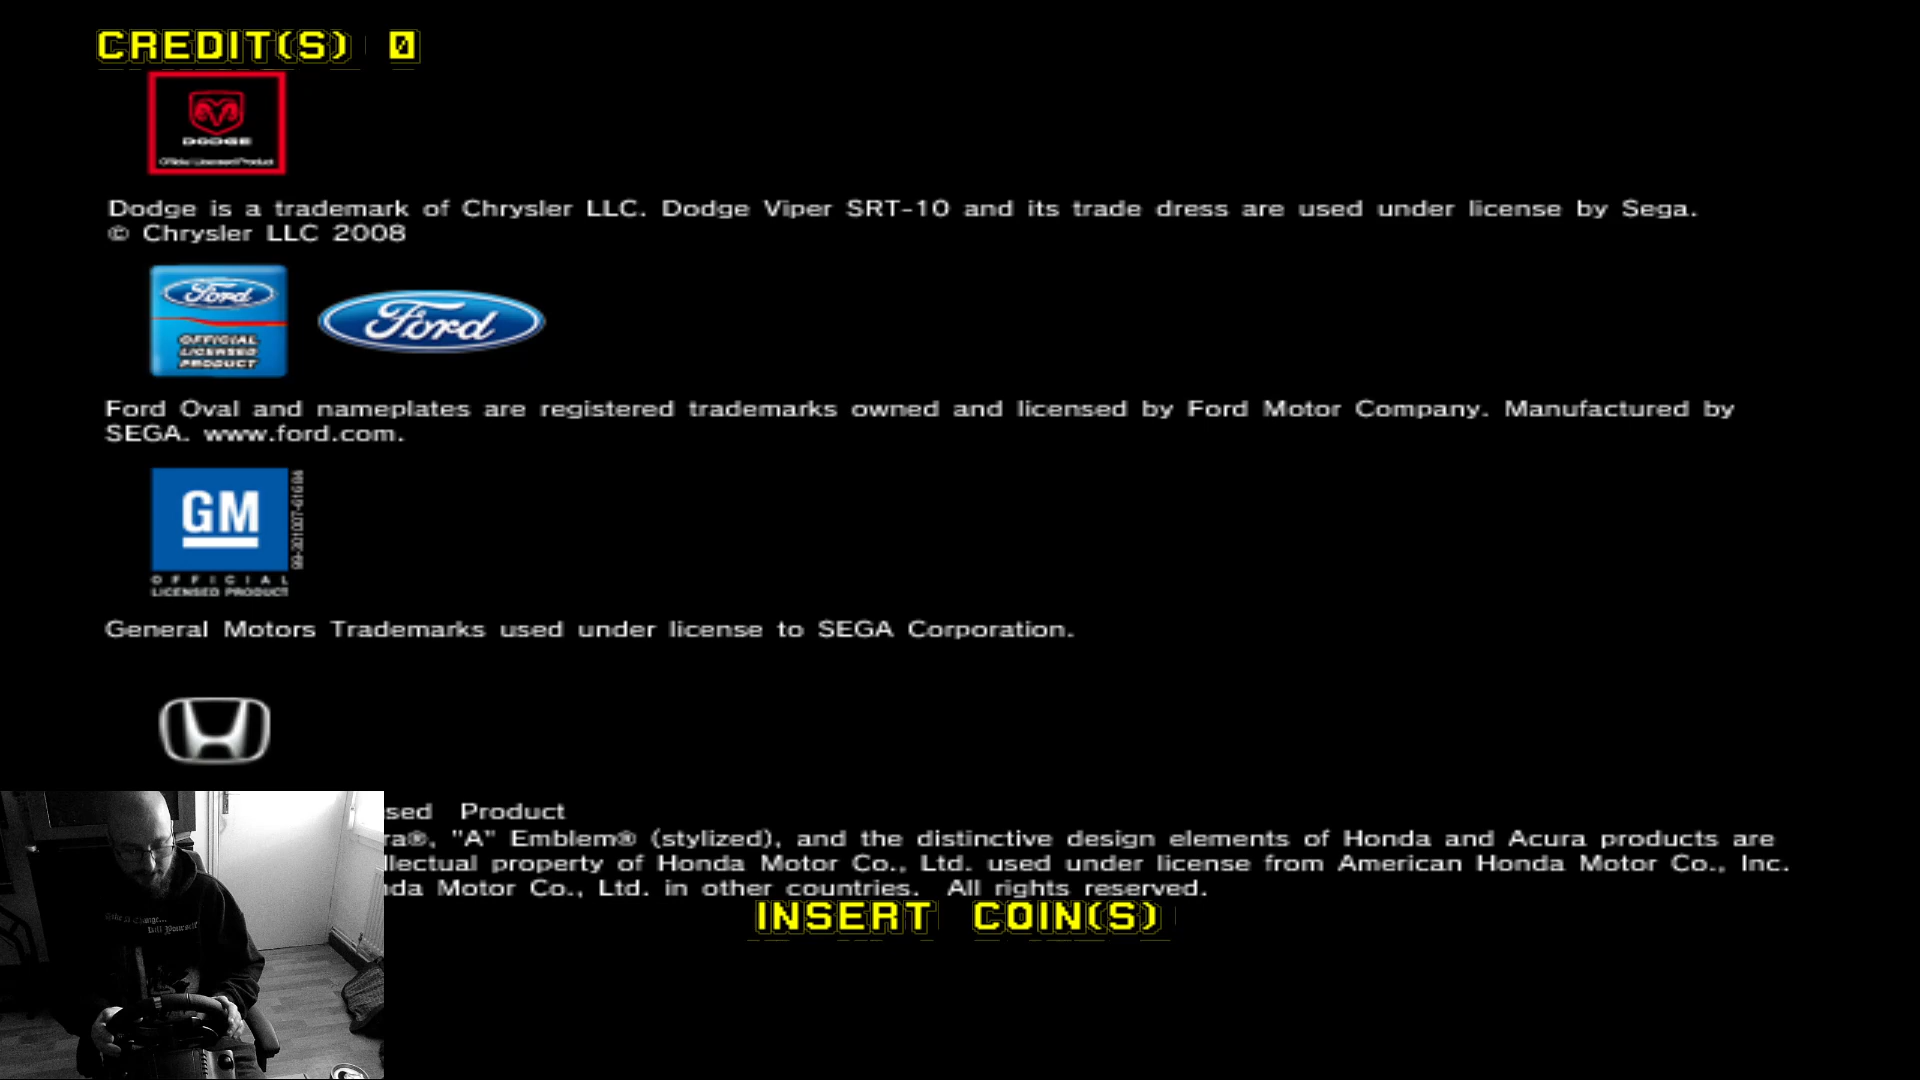 CREDIT(S) 0
DODGE
Official Licensed Product
Dodge is a trademark of Chrysler LLC. Dodge Viper SRT-10 and its trade dress are used under license by Sega.
© Chrysler LLC 2008
Ford
OFFICIAL
LICENSED
PRODUCT
Ford
Ford Oval and nameplates are registered trademarks owned and licensed by Ford Motor Company. Manufactured by
SEGA. www.ford.com.
GM
OFFICIAL
LICENSED PRODUCT
General Motors Trademarks used under license to SEGA Corporation.
sed Product
ra®, "A" Emblem® (stylized), and the distinctive design elements of Honda and Acura products are
llectual property of Honda Motor Co., Ltd. used under license from American Honda Motor Co., Inc.
nda Motor Co., Ltd. in other countries. All rights reserved.
INSERT COIN(S)